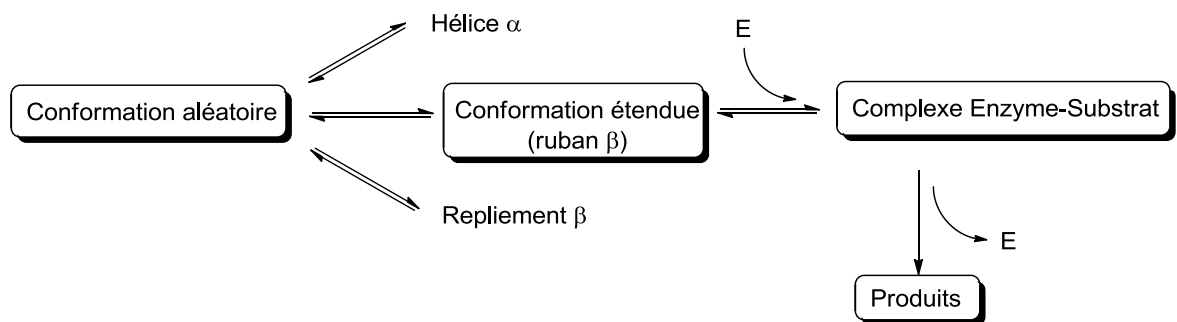 Hélice α
E
Conformation aléatoire
Conformation étendue
(ruban β)
Complexe Enzyme-Substrat
Repliement β
E
Produits